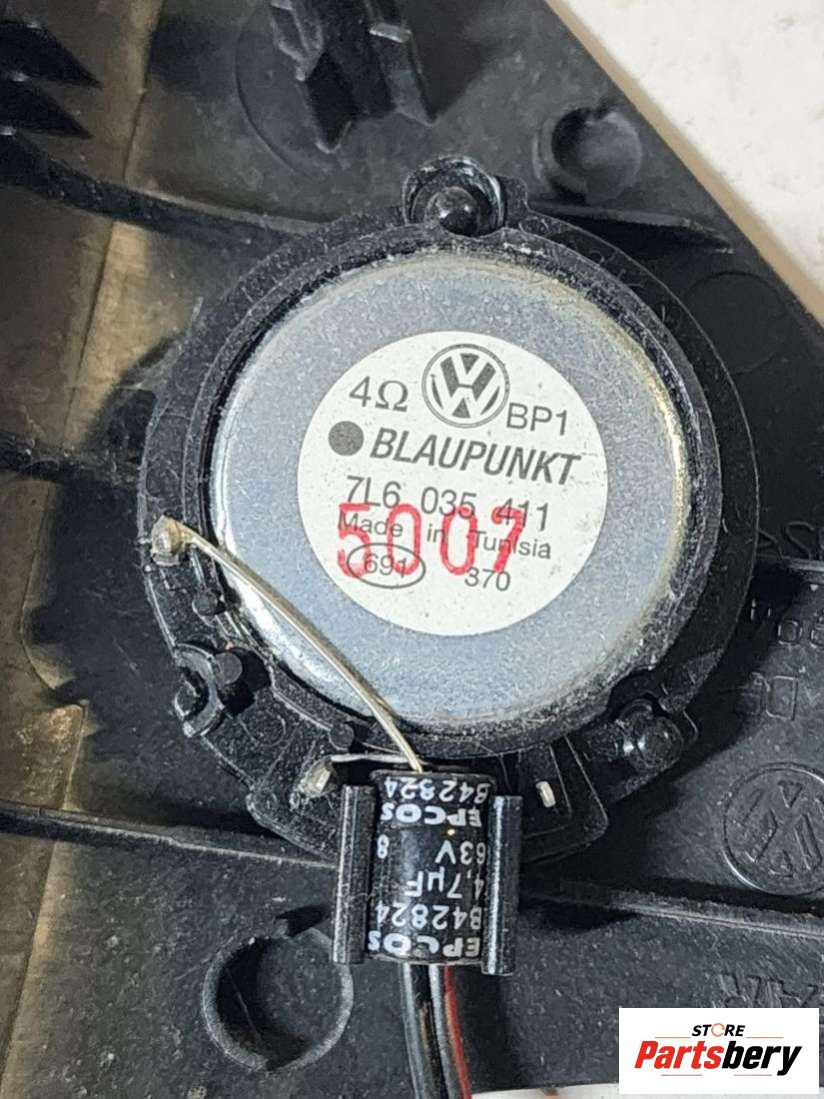 4Ω BP1
BLAUPUNKT
7L6 035 411
Made in Tunisia
5007
691 370
B42824
EPCOS
63V 8
4,7µF
B42824
EPCOS
STORE
Partsbery